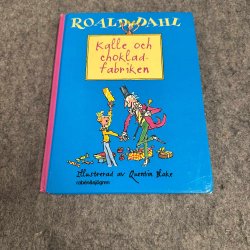 ROALD DAHL
Kalle och
choklad-
fabriken
Illustrerad av Quentin Blake
rabén&sjögren